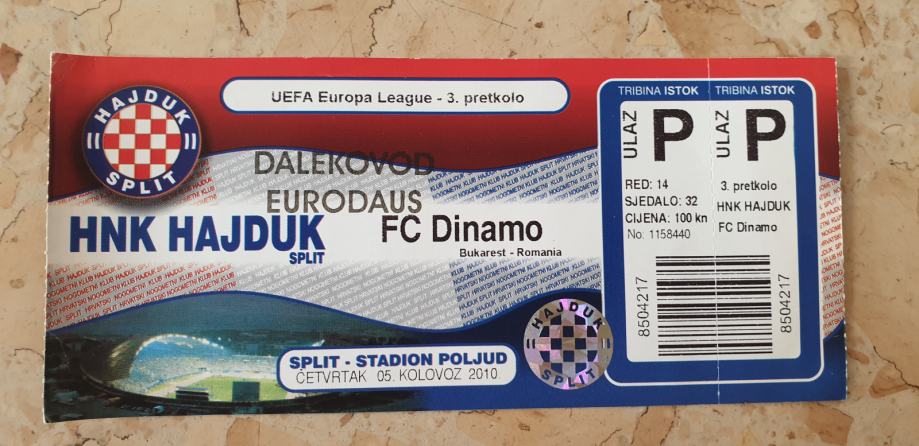 HAJDUK
SPLIT
UEFA Europa League - 3. pretkolo
DALEKOVOD
EURODAUS
HNK HAJDUK
SPLIT
FC Dinamo
Bukarest - Romania
SPLIT - STADION POLJUD
ČETVRTAK 05. KOLOVOZ 2010.
HAJDUK
SPLIT
TRIBINA ISTOK
ULAZ P
RED: 14
SJEDALO: 32
CIJENA: 100 kn
No: 1158440
8504217
TRIBINA ISTOK
ULAZ P
3. pretkolo
HNK HAJDUK
FC Dinamo
8504217